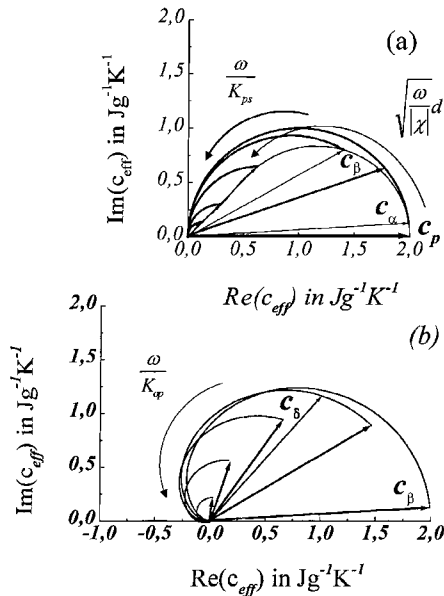 2,0
(a)
ω/K_ps
√(ω/|χ|) d
1,5
1,0
0,5
0,0
Im(c_eff) in Jg⁻¹K⁻¹
c_β
c_α
c_p
0,0 0,5 1,0 1,5 2,0
Re(c_eff) in Jg⁻¹K⁻¹
2,0
(b)
ω/K_op
1,5
1,0
0,5
0,0
Im(c_eff) in Jg⁻¹K⁻¹
c_δ
c_β
-1,0 -0,5 0,0 0,5 1,0 1,5 2,0
Re(c_eff) in Jg⁻¹K⁻¹